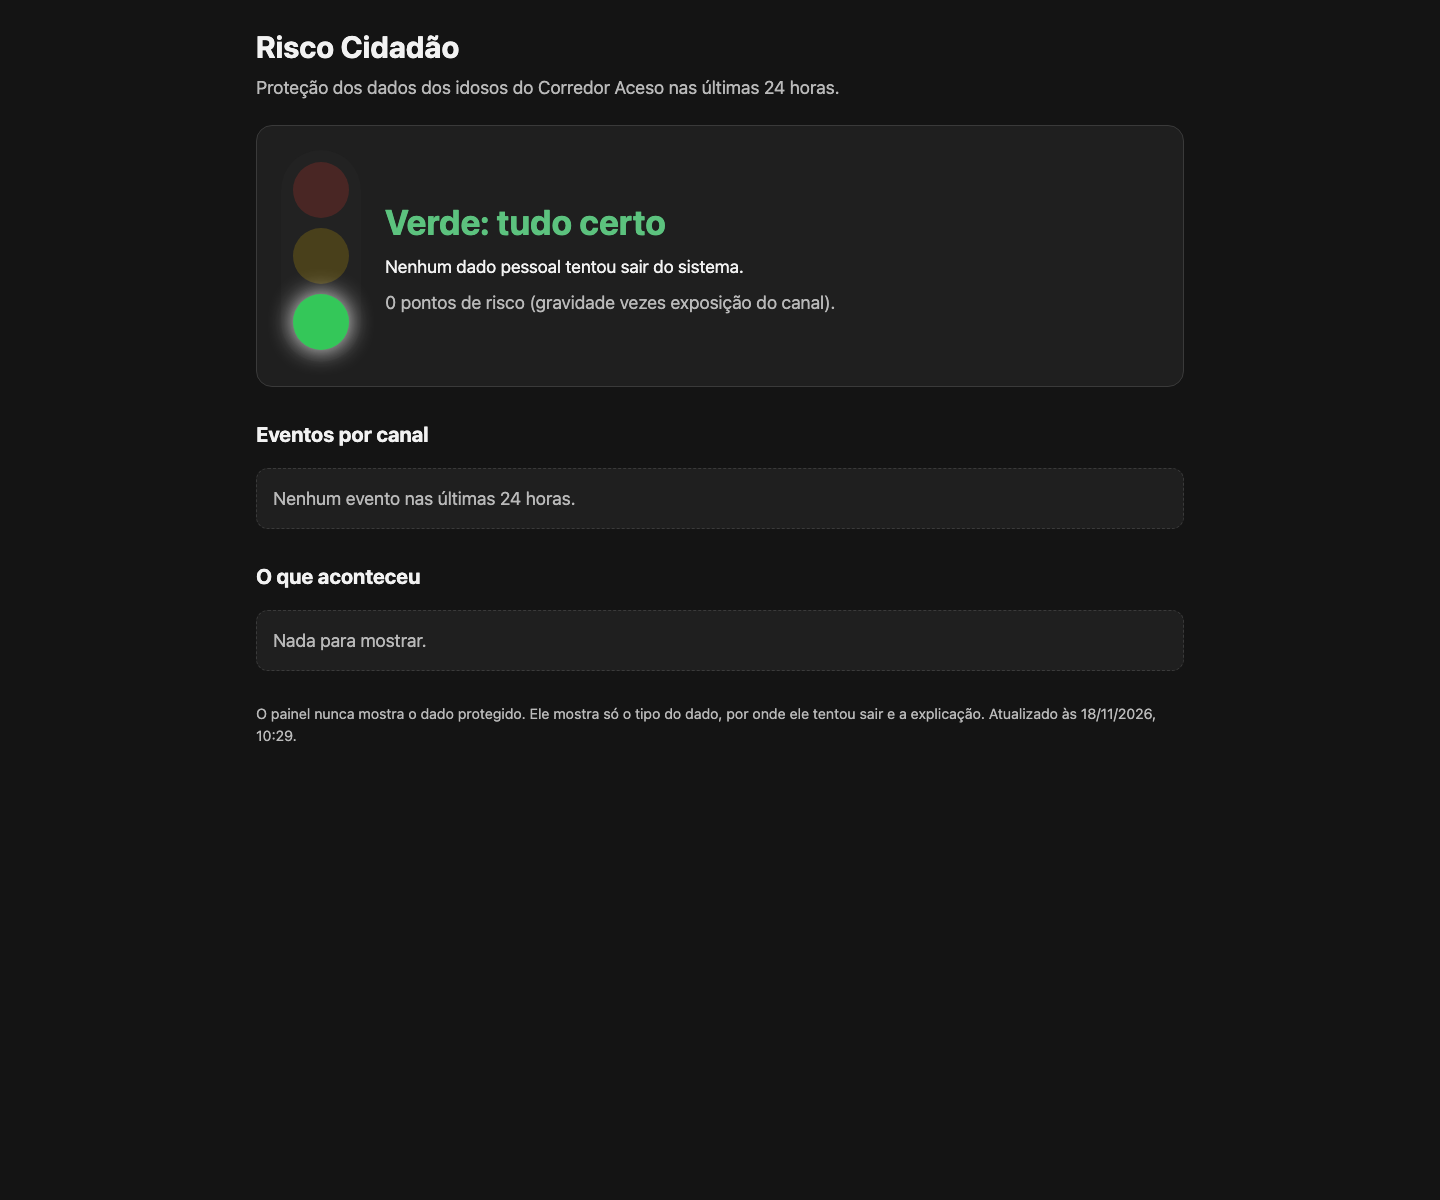 Risco Cidadão
Proteção dos dados dos idosos do Corredor Aceso nas últimas 24 horas.
Verde: tudo certo
Nenhum dado pessoal tentou sair do sistema.
0 pontos de risco (gravidade vezes exposição do canal).
Eventos por canal
Nenhum evento nas últimas 24 horas.
O que aconteceu
Nada para mostrar.
O painel nunca mostra o dado protegido. Ele mostra só o tipo do dado, por onde ele tentou sair e a explicação. Atualizado às 18/11/2026,
10:29.